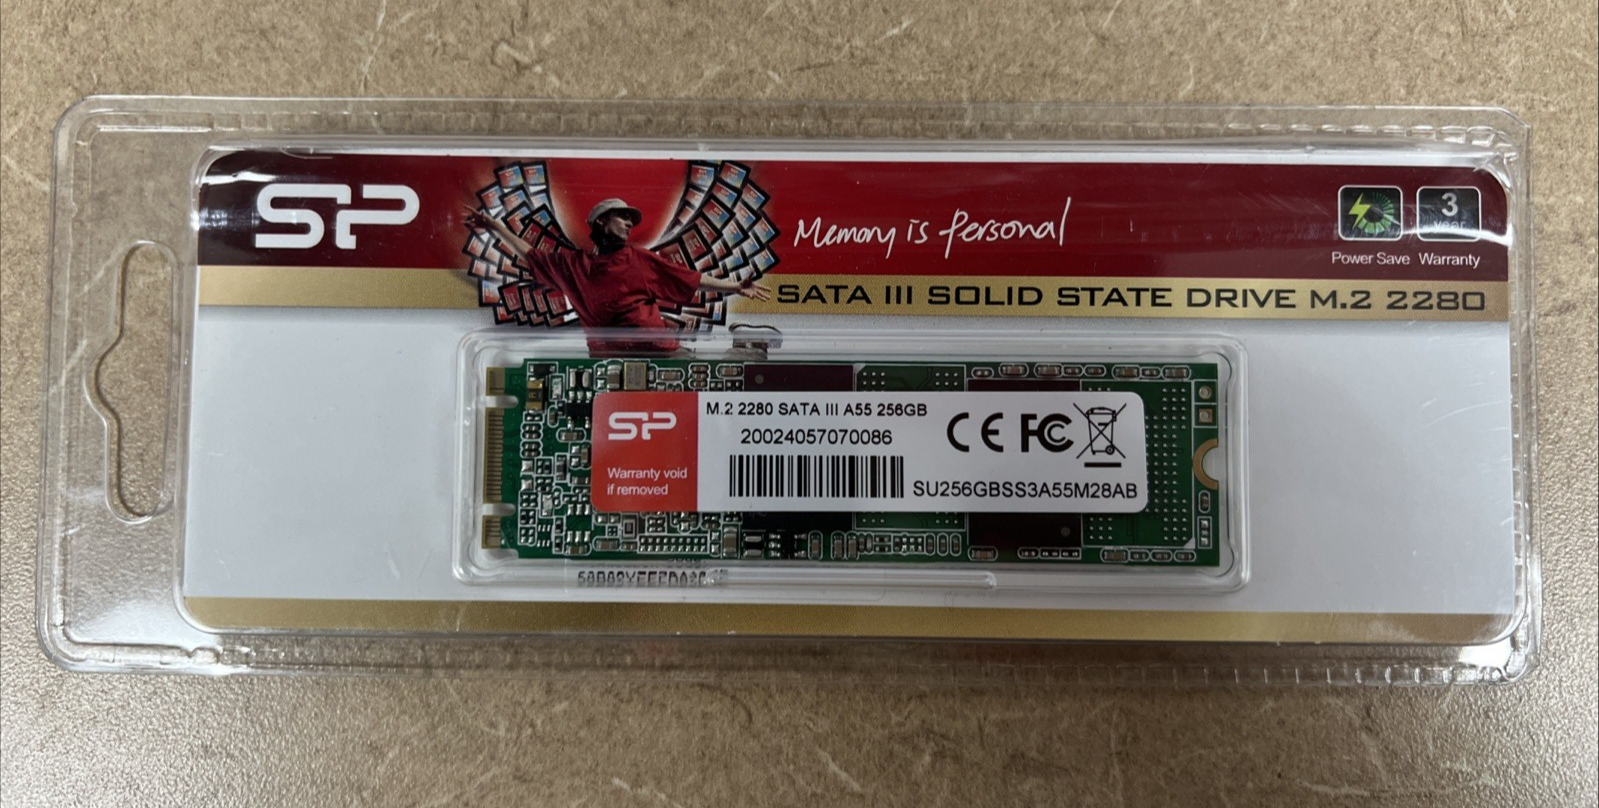 SP
Memory is Personal
3
year
Power Save
Warranty
SATA III SOLID STATE DRIVE M.2 2280
SP
Warranty void
if removed
M.2 2280 SATA III A55 256GB
20024057070086
CE FC
SU256GBSS3A55M28AB